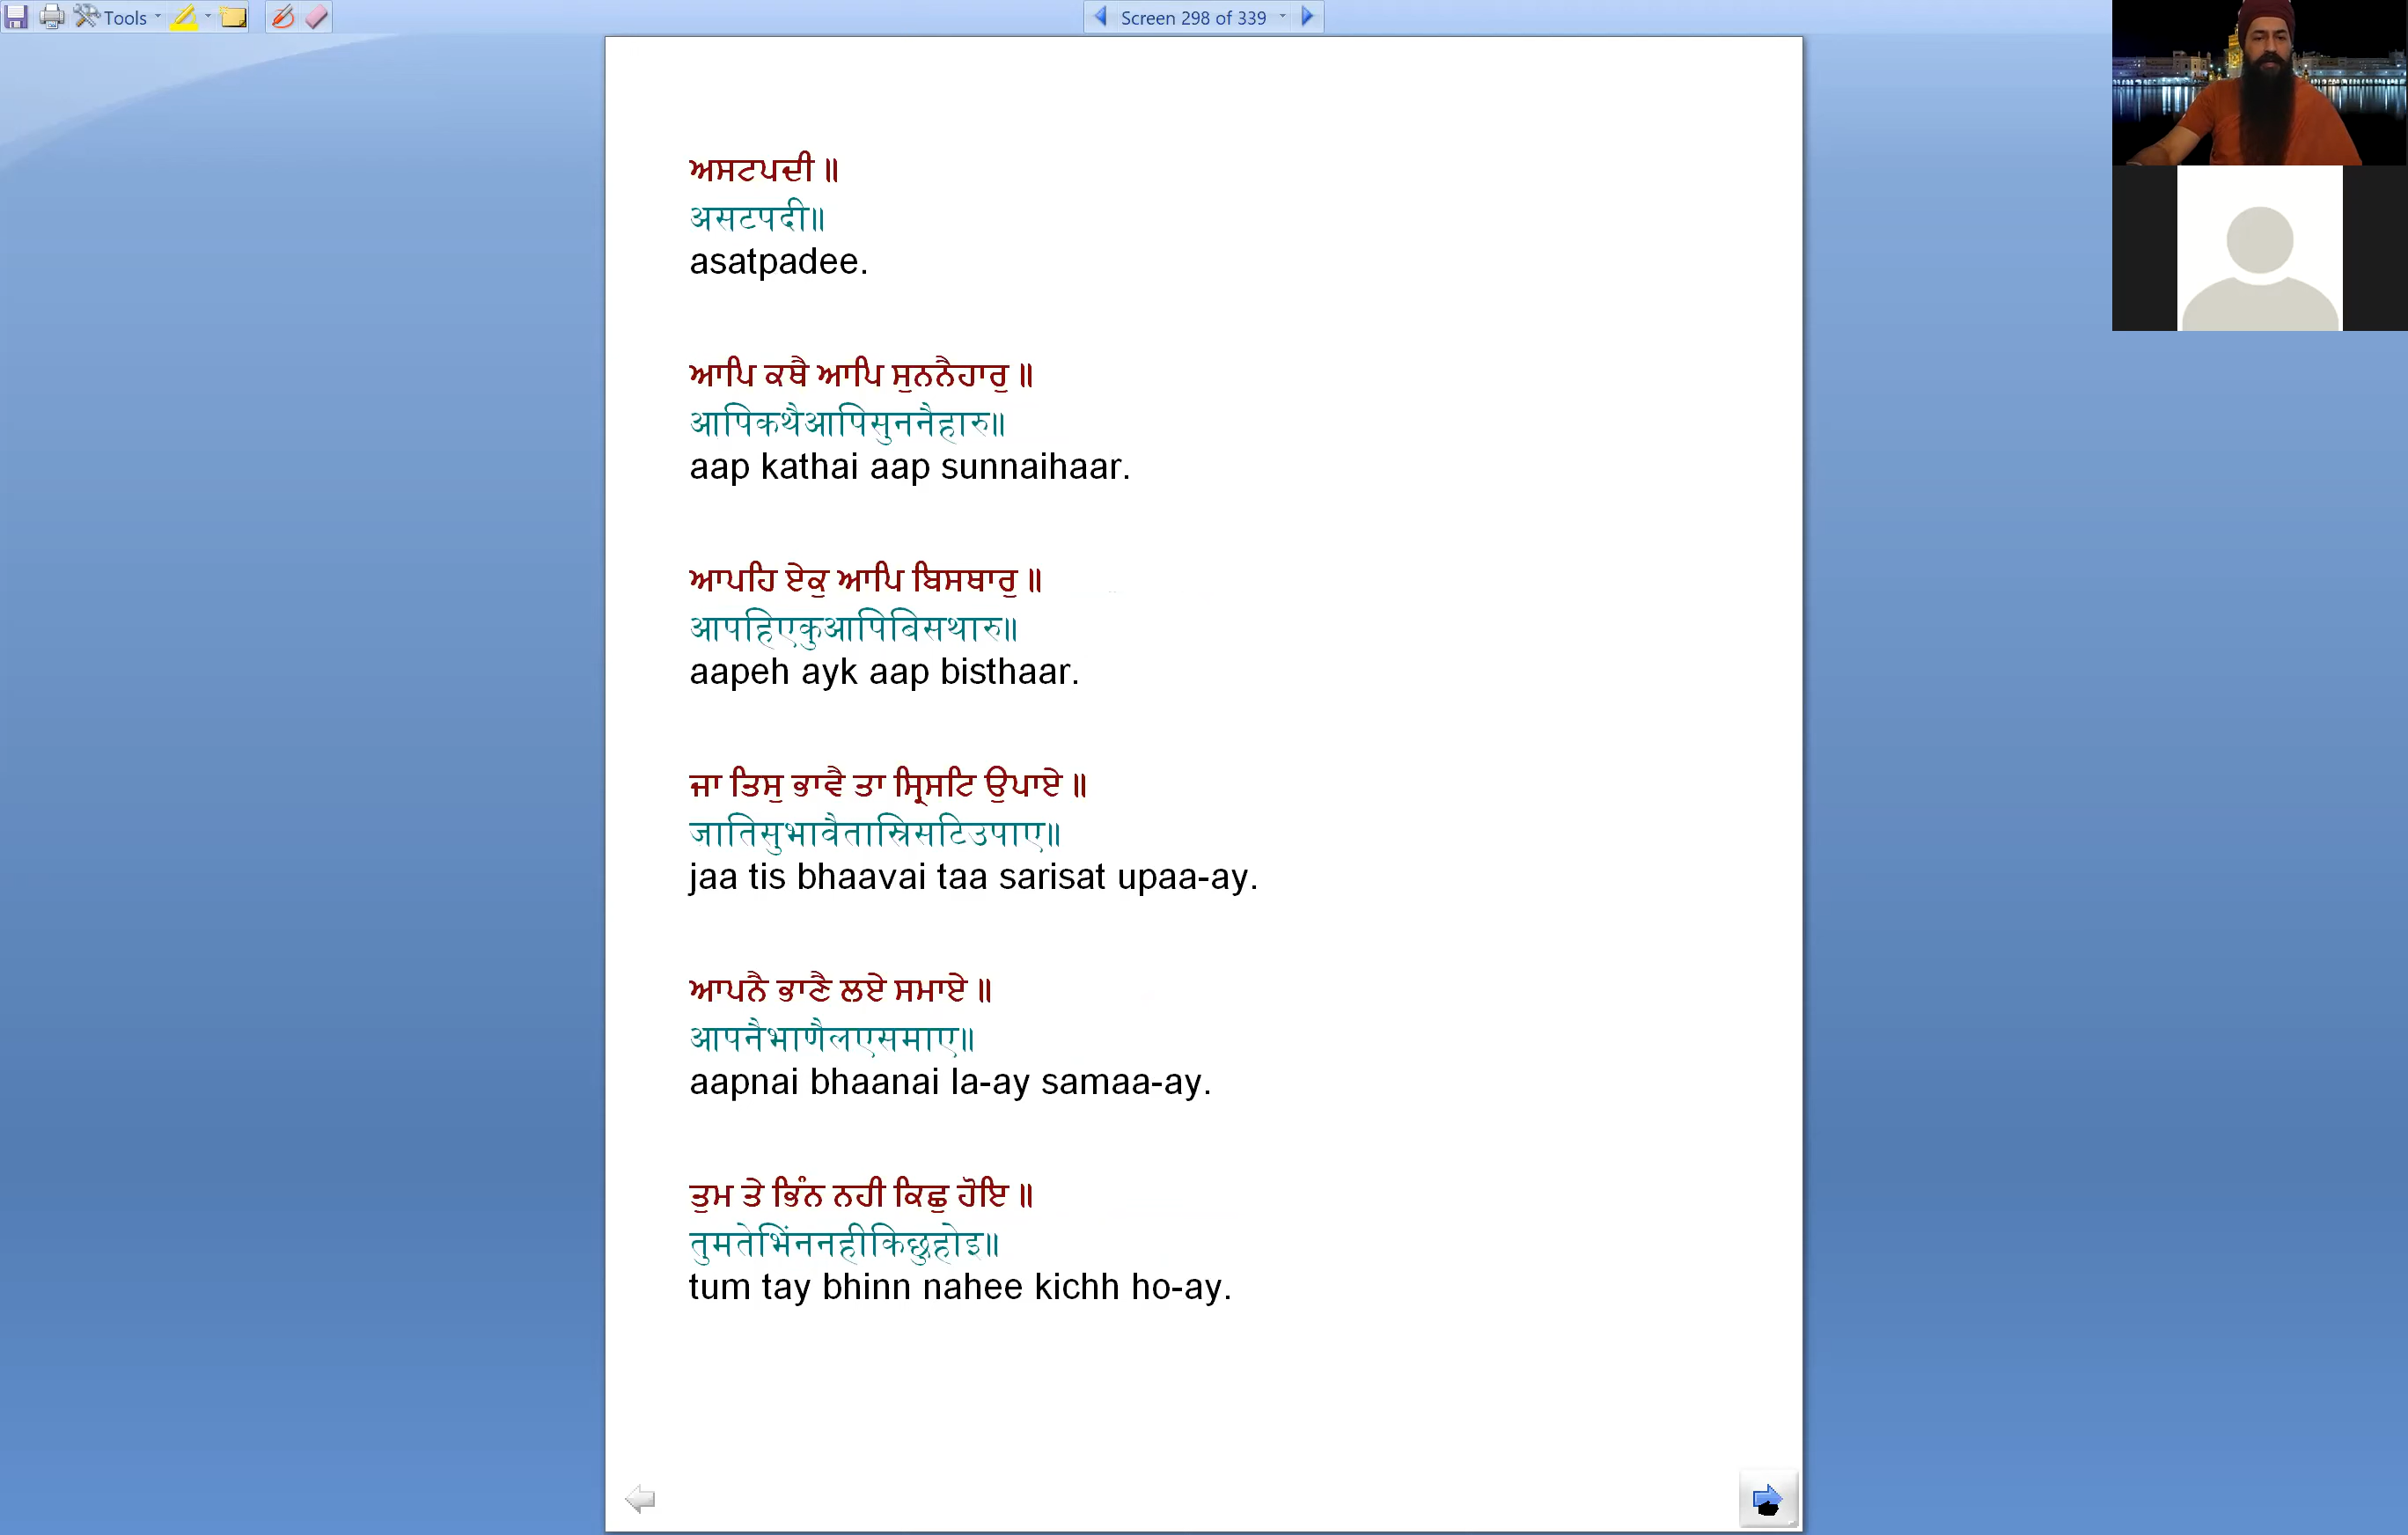 Tools
Screen 298 of 339
ਅਸਟਪਦੀ ॥
असटपदी॥
asatpadee.
ਆਪਿ ਕਥੈ ਆਪਿ ਸੁਨਨੈਹਾਰੁ ॥
आपिकथैआपिसुननैहारु॥
aap kathai aap sunnaihaar.
ਆਪਹਿ ਏਕੁ ਆਪਿ ਬਿਸਥਾਰੁ ॥
आपहिएकुआपिबिसथारु॥
aapeh ayk aap bisthaar.
ਜਾ ਤਿਸੁ ਭਾਵੈ ਤਾ ਸ੍ਰਿਸਟਿ ਉਪਾਏ ॥
जातिसुभावैतास्रिसटिउपाए॥
jaa tis bhaavai taa sarisat upaa-ay.
ਆਪਨੈ ਭਾਣੈ ਲਏ ਸਮਾਏ ॥
आपनैभाणैलएसमाए॥
aapnai bhaanai la-ay samaa-ay.
ਤੁਮ ਤੇ ਭਿੰਨ ਨਹੀ ਕਿਛੁ ਹੋਇ ॥
तुमतेभिंननहीकिछुहोइ॥
tum tay bhinn nahee kichh ho-ay.